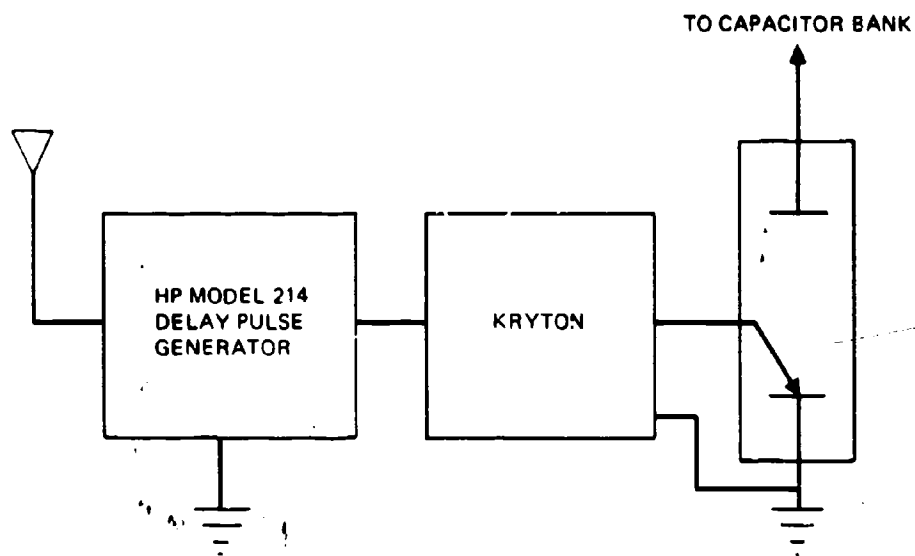 TO CAPACITOR BANK
HP MODEL 214
DELAY PULSE
GENERATOR
KRYTON